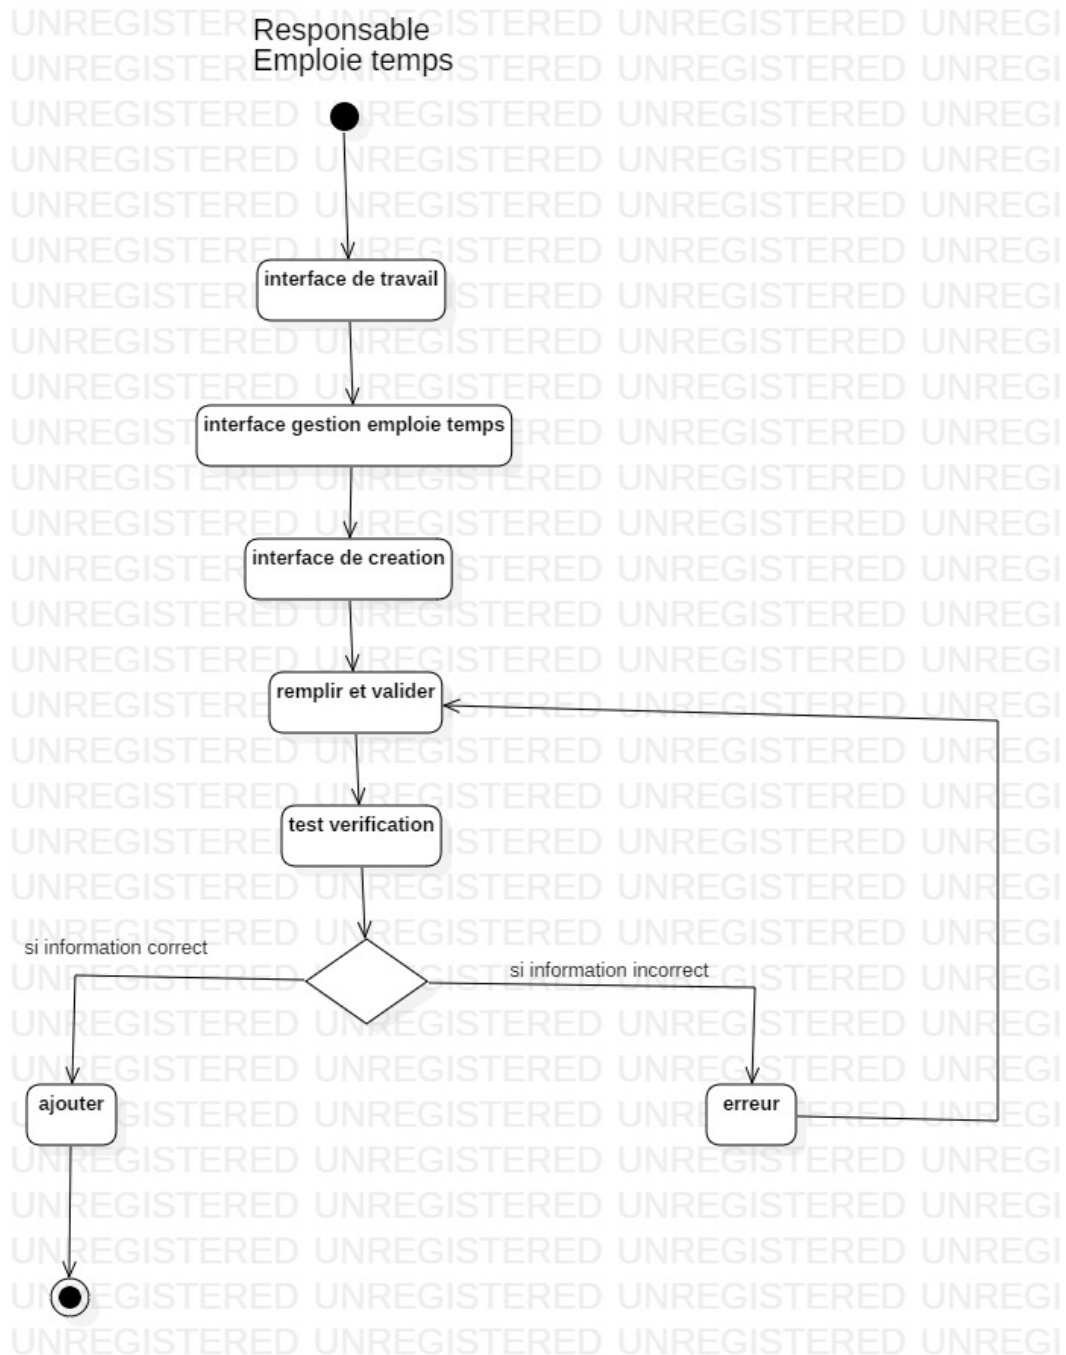 Responsable
Emploie temps
interface de travail
interface gestion emploie temps
interface de creation
remplir et valider
test verification
si information correct
si information incorrect
ajouter
erreur